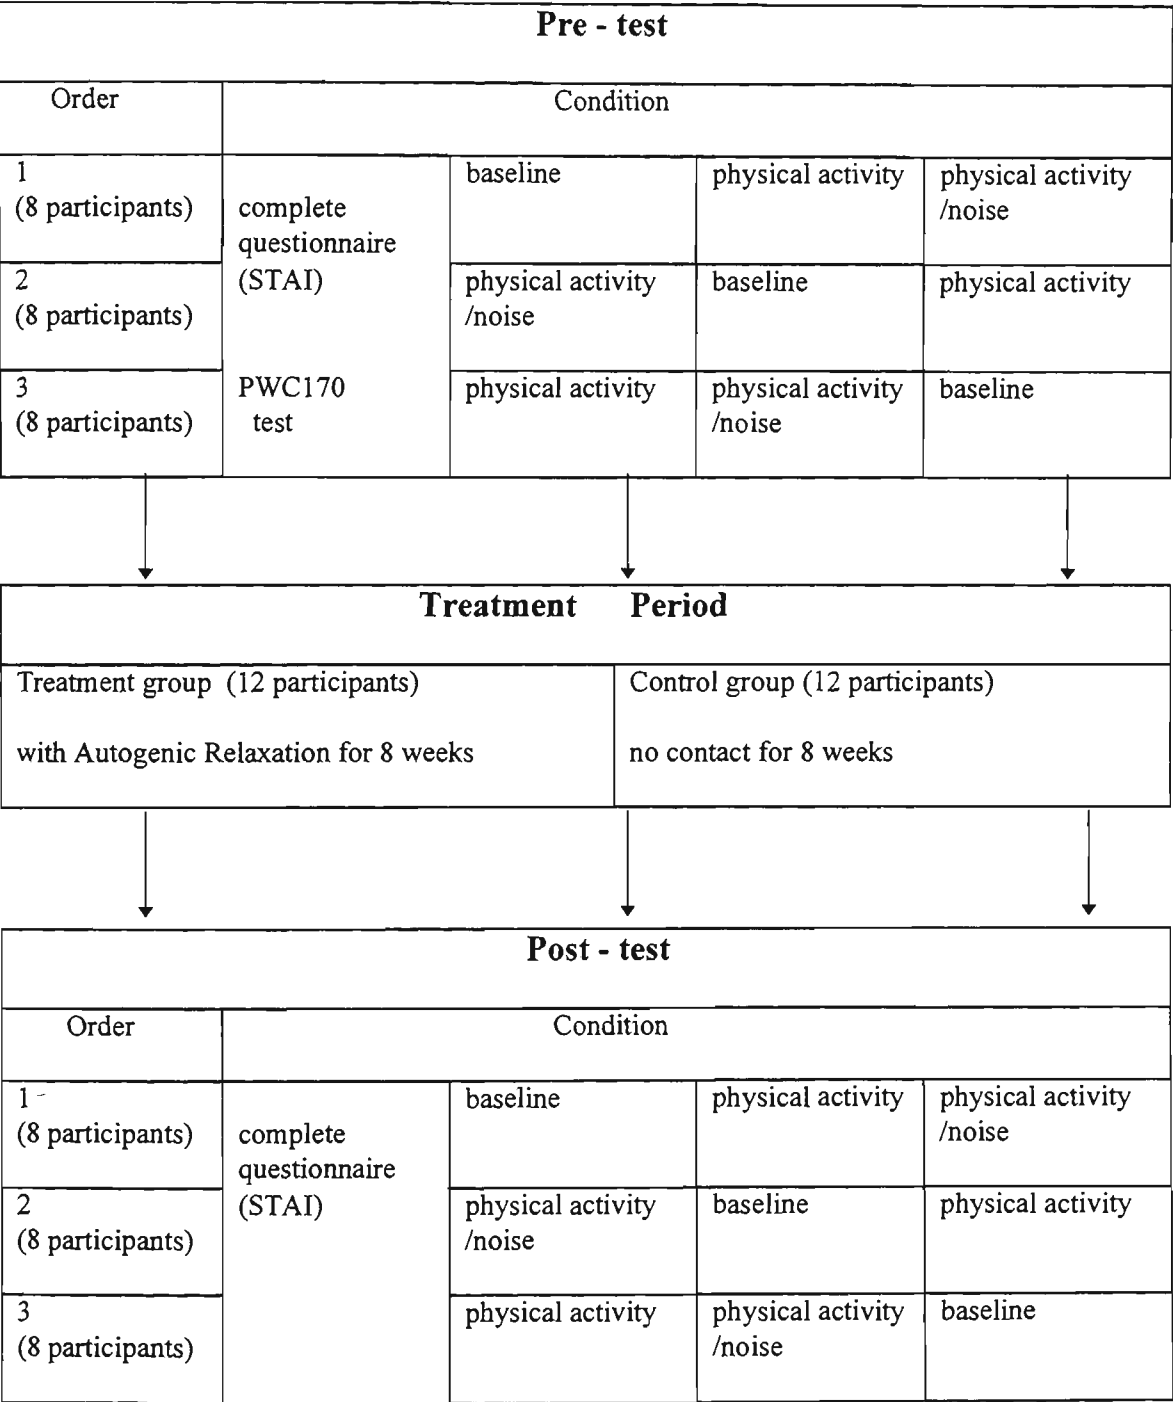 Pre - test
Order
Condition
1
(8 participants)
complete
questionnaire
(STAI)
PWC170
test
baseline
physical activity
physical activity
/noise
2
(8 participants)
physical activity
/noise
baseline
physical activity
3
(8 participants)
physical activity
physical activity
/noise
baseline
Treatment Period
Treatment group (12 participants)
with Autogenic Relaxation for 8 weeks
Control group (12 participants)
no contact for 8 weeks
Post - test
Order
Condition
1
(8 participants)
complete
questionnaire
(STAI)
baseline
physical activity
physical activity
/noise
2
(8 participants)
physical activity
/noise
baseline
physical activity
3
(8 participants)
physical activity
physical activity
/noise
baseline